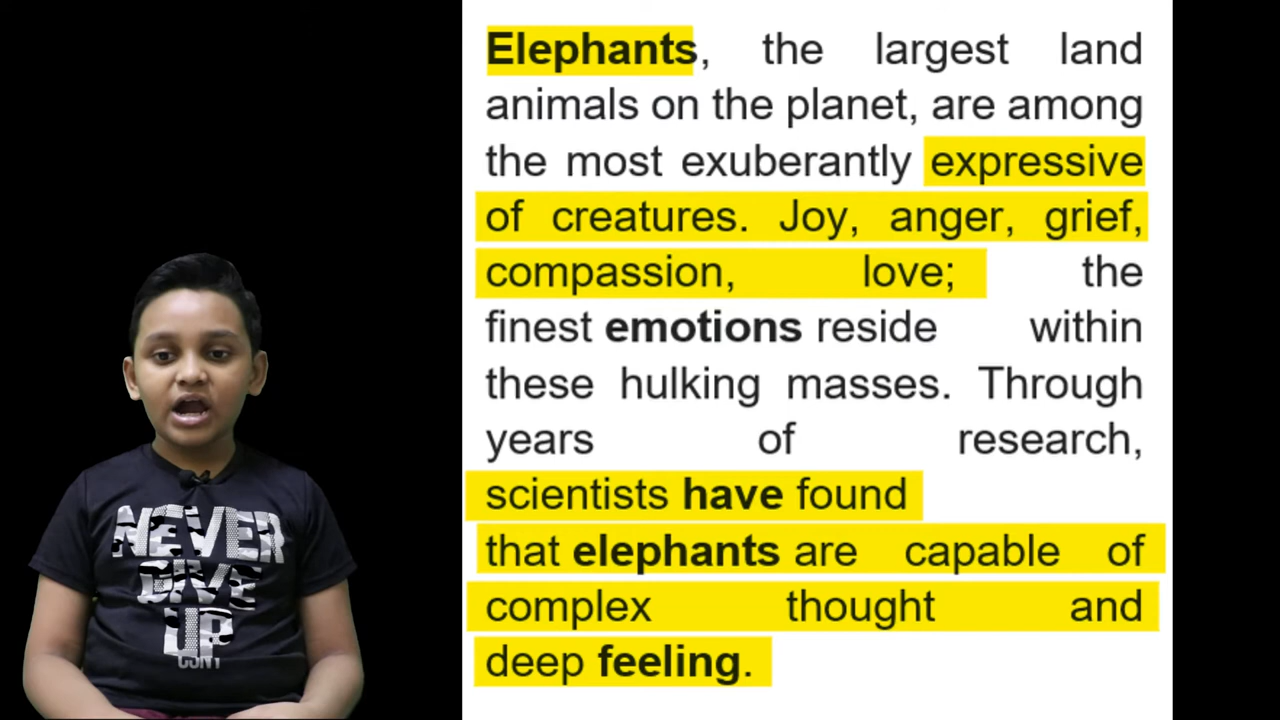 Elephants, the largest land
animals on the planet, are among
the most exuberantly expressive
of creatures. Joy, anger, grief,
compassion, love; the
finest emotions reside within
these hulking masses. Through
years of research,
scientists have found
that elephants are capable of
complex thought and
deep feeling.
NEVER
GIVE
UP